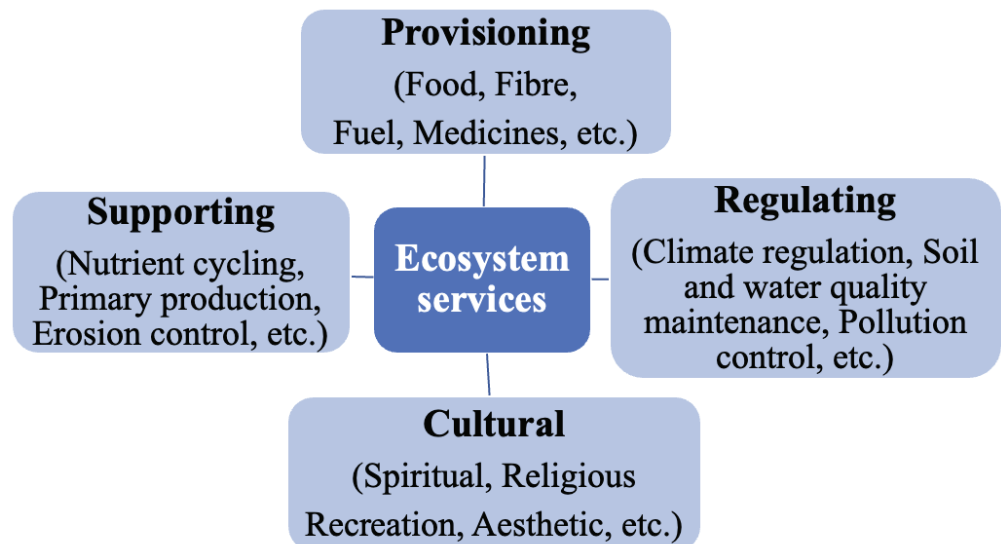 Provisioning
(Food, Fibre,
Fuel, Medicines, etc.)
Supporting
(Nutrient cycling,
Primary production,
Erosion control, etc.)
Ecosystem
services
Regulating
(Climate regulation, Soil
and water quality
maintenance, Pollution
control, etc.)
Cultural
(Spiritual, Religious
Recreation, Aesthetic, etc.)